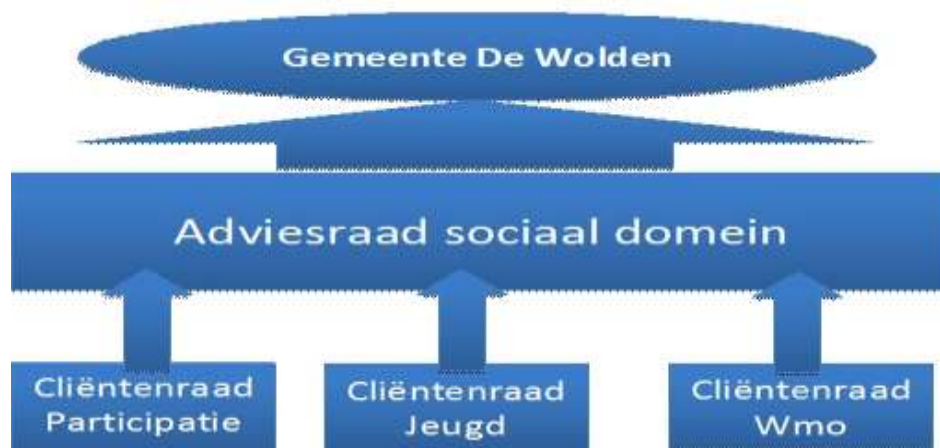 Gemeente De Wolden
Adviesraad sociaal domein
Cliëntenraad
Participatie
Cliëntenraad
Jeugd
Cliëntenraad
Wmo